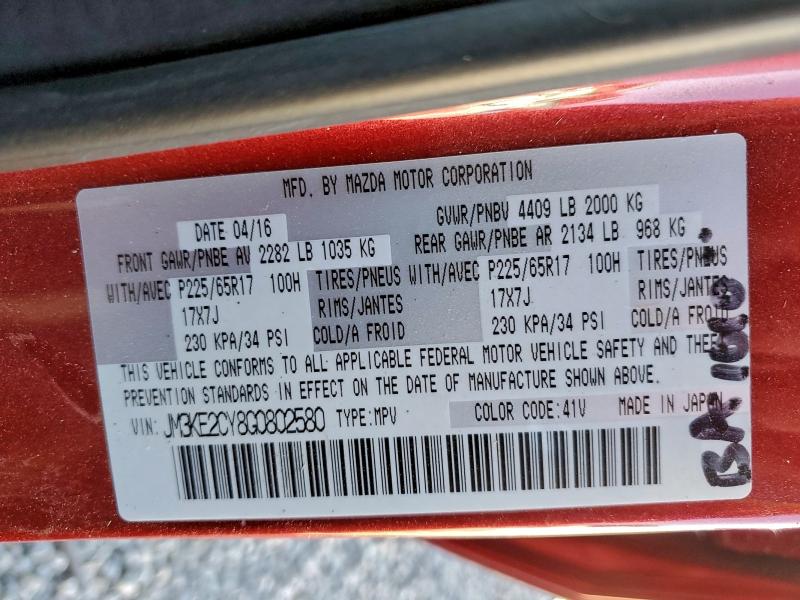 MFD. BY MAZDA MOTOR CORPORATION
DATE 04/16 GVWR/PNBV 4409 LB 2000 KG
FRONT GAWR/PNBE AV 2282 LB 1035 KG REAR GAWR/PNBE AR 2134 LB 968 KG
WITH/AVEC P225/65R17 100H TIRES/PNEUS WITH/AVEC P225/65R17 100H TIRES/PNEUS
17X7J RIMS/JANTES 17X7J RIMS/JANTES
230 KPA/34 PSI COLD/A FROID 230 KPA/34 PSI COLD/A FROID
THIS VEHICLE CONFORMS TO ALL APPLICABLE FEDERAL MOTOR VEHICLE SAFETY AND THEFT
PREVENTION STANDARDS IN EFFECT ON THE DATE OF MANUFACTURE SHOWN ABOVE.
VIN: JM3KE2CY8G0802580 TYPE:MPV COLOR CODE:41V MADE IN JAPAN